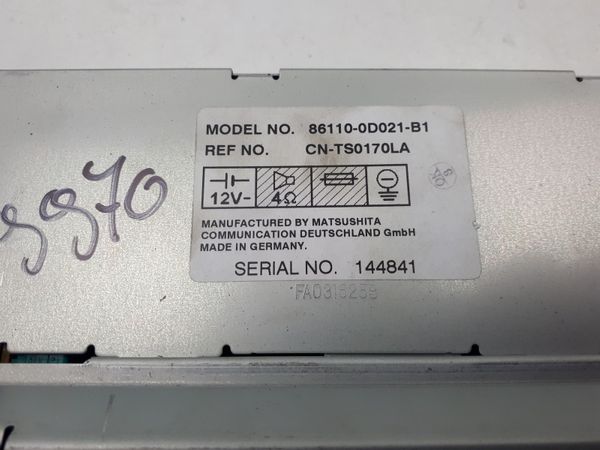 MODEL NO. 86110-0D021-B1
REF NO. CN-TS0170LA
12V- 4Ω
MANUFACTURED BY MATSUSHITA
COMMUNICATION DEUTSCHLAND GmbH
MADE IN GERMANY.
SERIAL NO. 144841
FA0316259